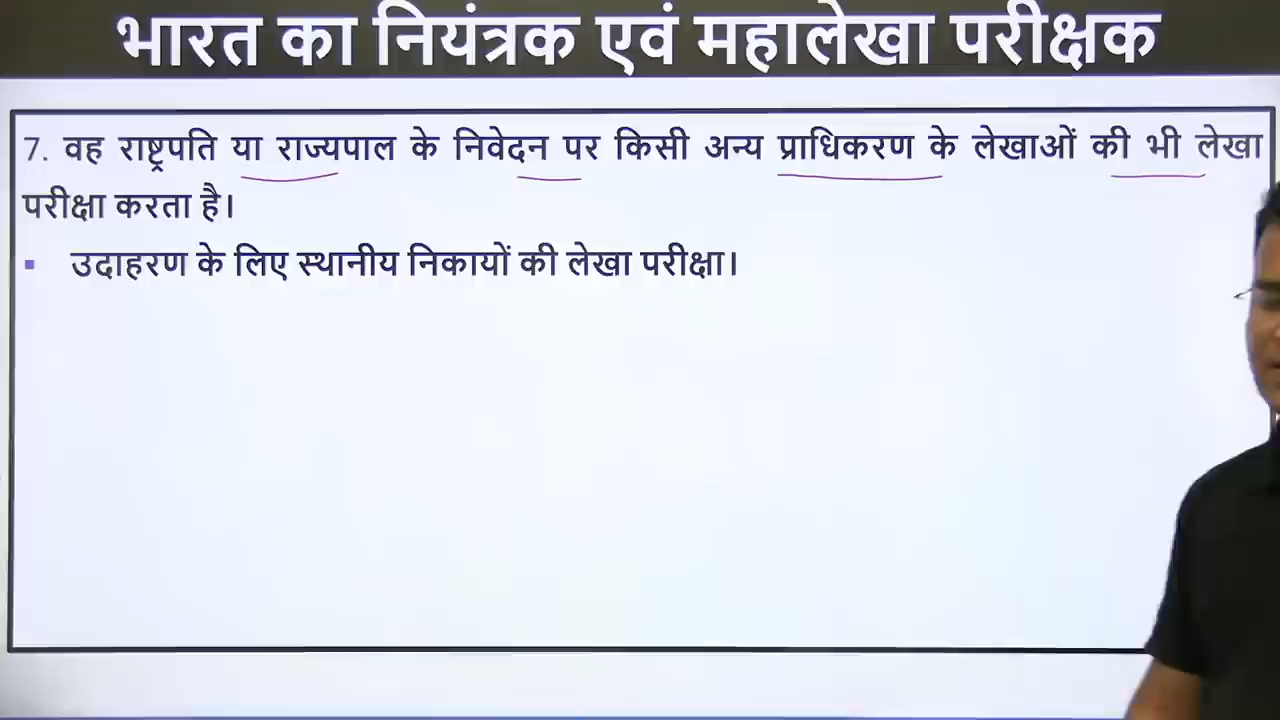 भारत का नियंत्रक एवं महालेखा परीक्षक
7. वह राष्ट्रपति या राज्यपाल के निवेदन पर किसी अन्य प्राधिकरण के लेखाओं की भी लेखा
परीक्षा करता है।
▪ उदाहरण के लिए स्थानीय निकायों की लेखा परीक्षा।